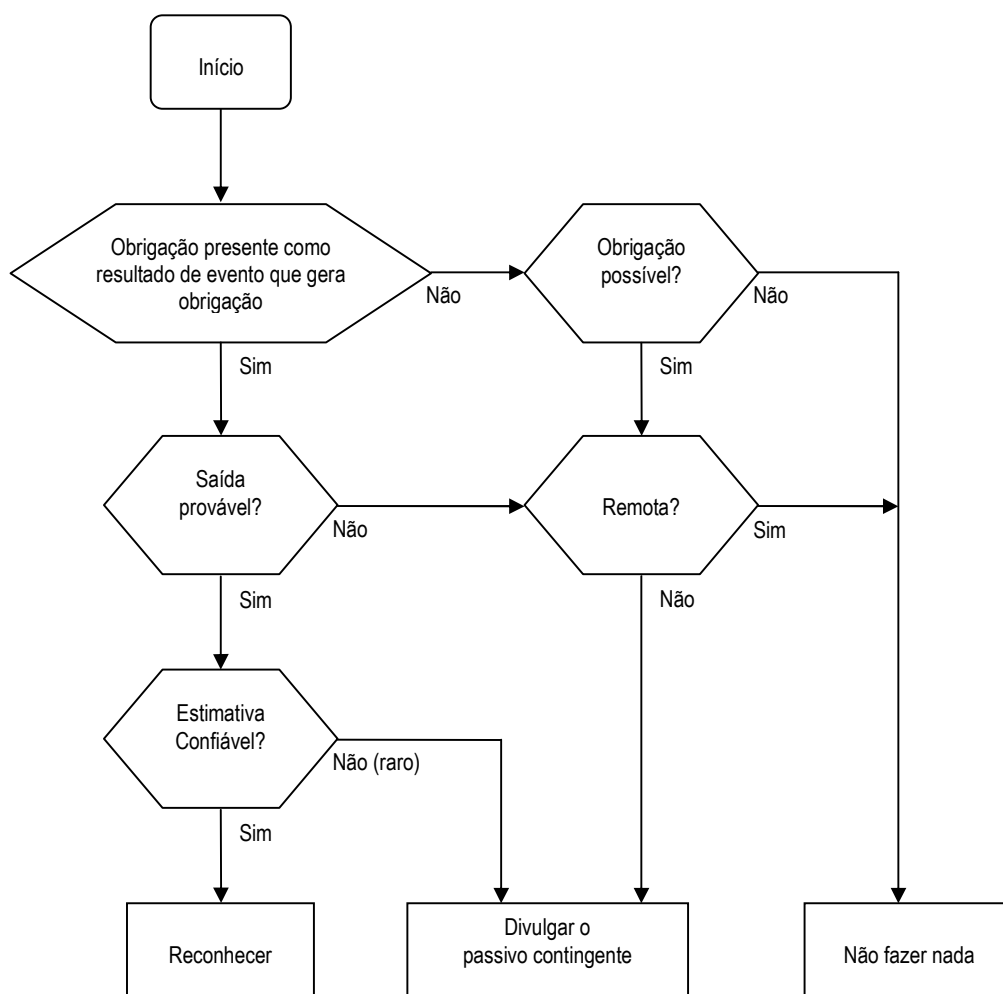 Início
Obrigação presente como
resultado de evento que gera
obrigação
Não
Obrigação
possível?
Não
Sim
Sim
Saída
provável?
Não
Remota?
Sim
Sim
Não
Estimativa
Confiável?
Não (raro)
Sim
Reconhecer
Divulgar o
passivo contingente
Não fazer nada